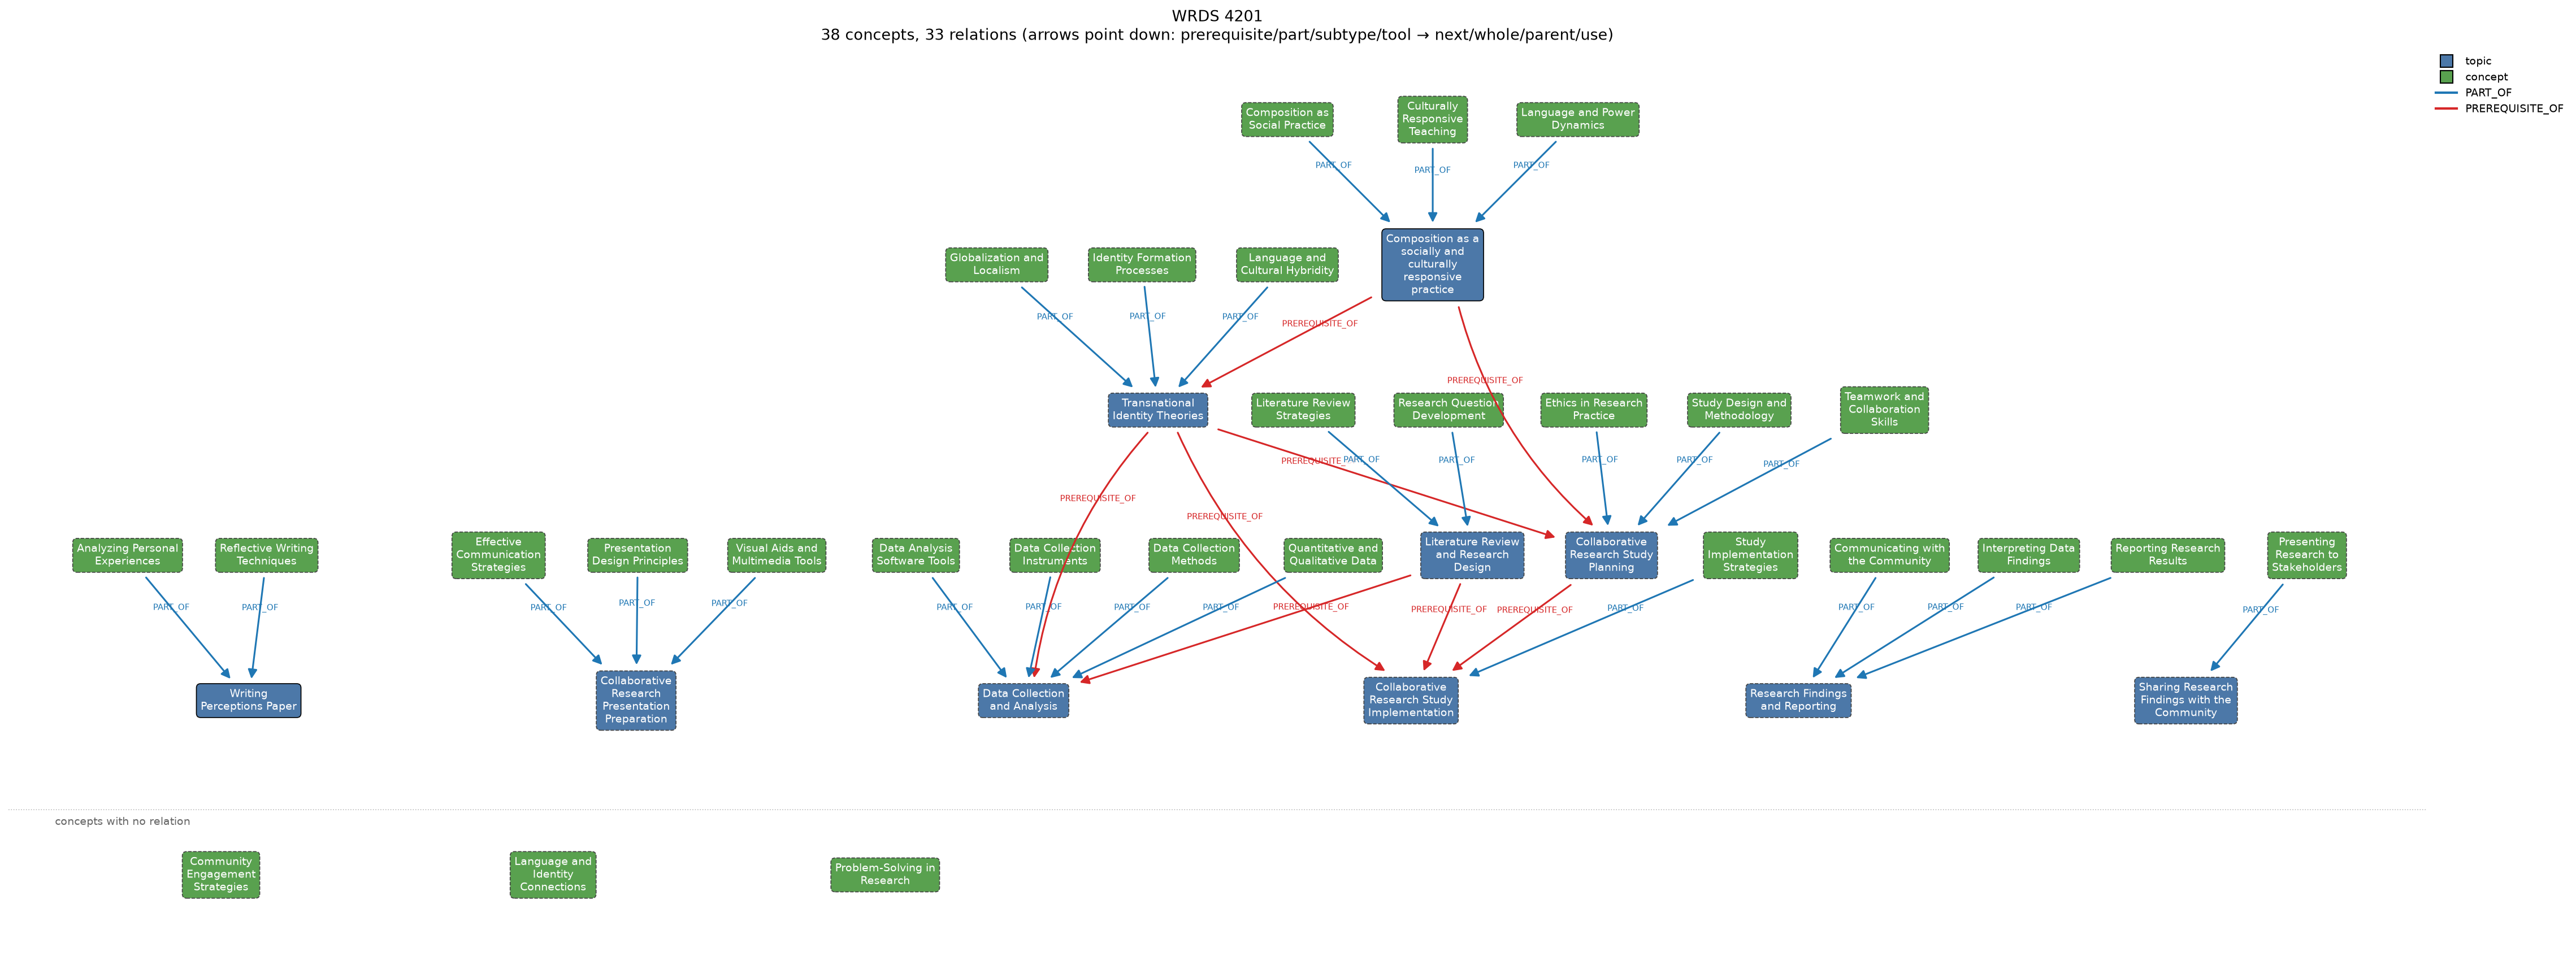 WRDS 4201
38 concepts, 33 relations (arrows point down: prerequisite/part/subtype/tool → next/whole/parent/use)
topic
concept
PART_OF
PREREQUISITE_OF
Composition as
Social Practice
Culturally
Responsive
Teaching
Language and Power
Dynamics
PART_OF
PART_OF
PART_OF
Composition as a
socially and
culturally
responsive
practice
Globalization and
Localism
Identity Formation
Processes
Language and
Cultural Hybridity
PART_OF
PART_OF
PART_OF
PREREQUISITE_OF
PREREQUISITE_OF
Transnational
Identity Theories
Literature Review
Strategies
Research Question
Development
Ethics in Research
Practice
Study Design and
Methodology
Teamwork and
Collaboration
Skills
PREREQUISITE_
PART_OF
PART_OF
PART_OF
PART_OF
PART_OF
PREREQUISITE_OF
PREREQUISITE_OF
Analyzing Personal
Experiences
Reflective Writing
Techniques
Effective
Communication
Strategies
Presentation
Design Principles
Visual Aids and
Multimedia Tools
Data Analysis
Software Tools
Data Collection
Instruments
Data Collection
Methods
Quantitative and
Qualitative Data
Literature Review
and Research
Design
Collaborative
Research Study
Planning
Study
Implementation
Strategies
Communicating with
the Community
Interpreting Data
Findings
Reporting Research
Results
Presenting
Research to
Stakeholders
PART_OF
PART_OF
PART_OF
PART_OF
PART_OF
PART_OF
PART_OF
PART_OF
PART_OF
PREREQUISITE_OF
PREREQUISITE_OF
PREREQUISITE_OF
PART_OF
PART_OF
PART_OF
PART_OF
PART_OF
Writing
Perceptions Paper
Collaborative
Research
Presentation
Preparation
Data Collection
and Analysis
Collaborative
Research Study
Implementation
Research Findings
and Reporting
Sharing Research
Findings with the
Community
concepts with no relation
Community
Engagement
Strategies
Language and
Identity
Connections
Problem-Solving in
Research